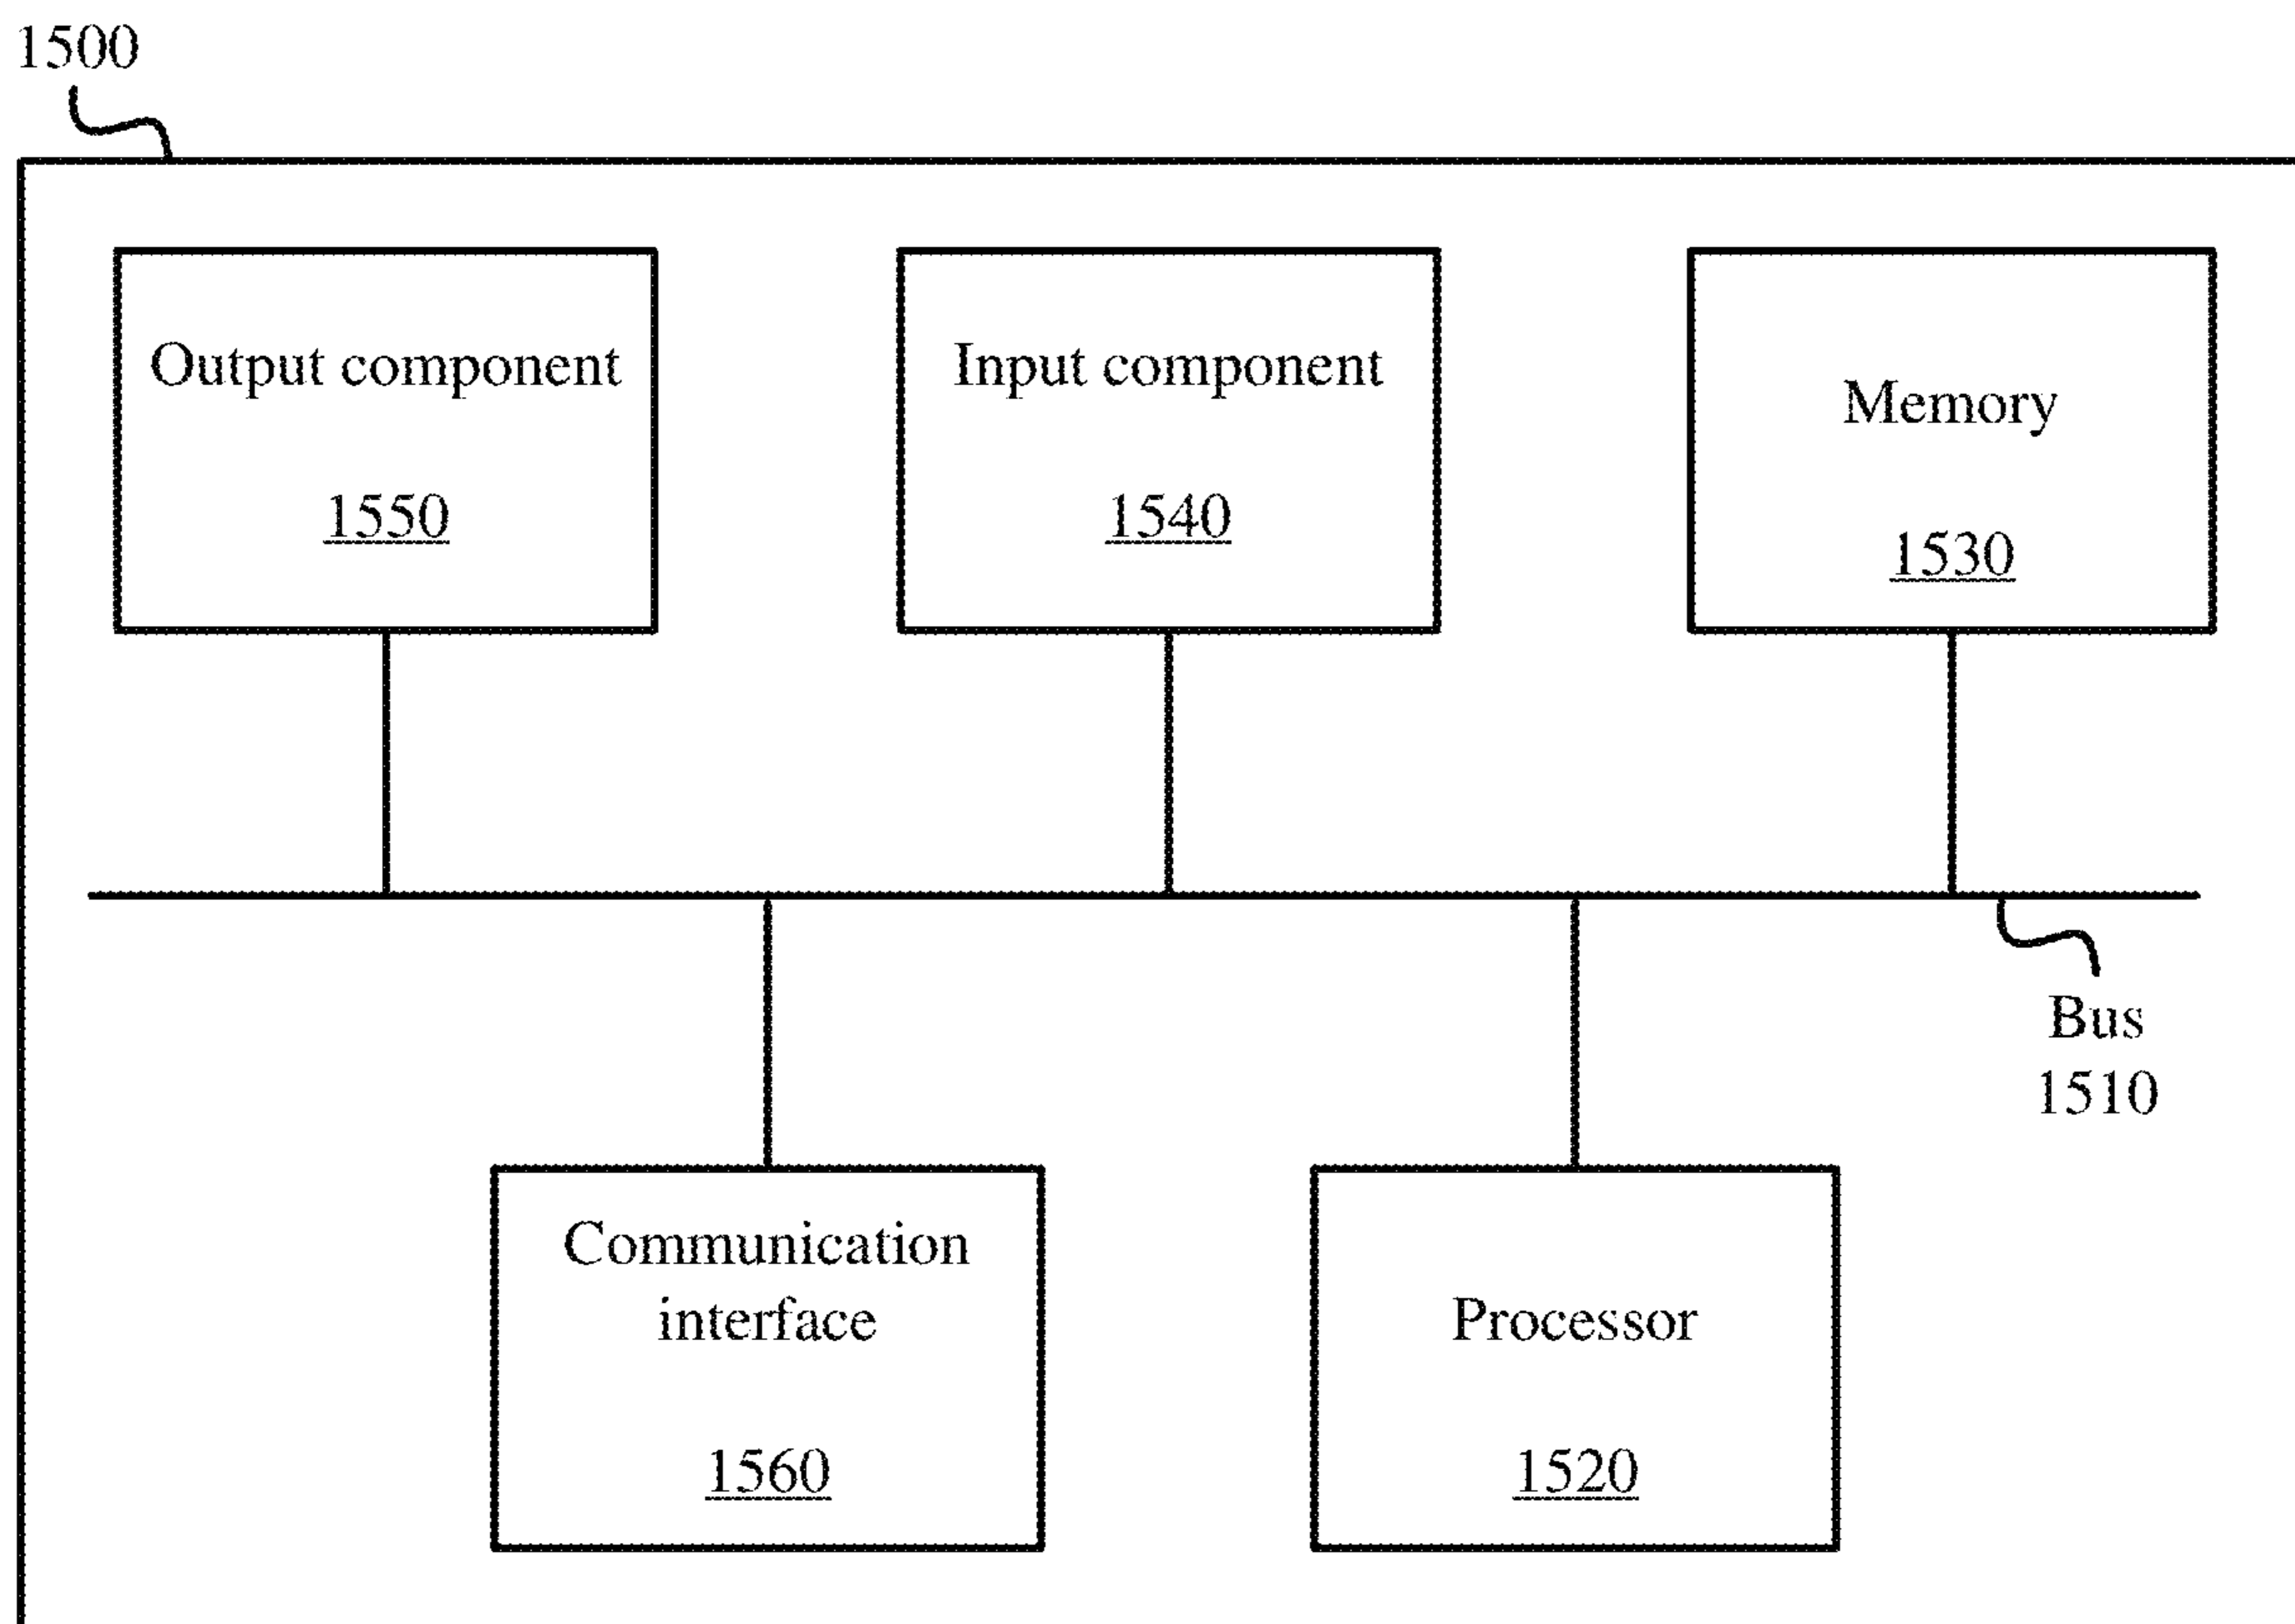 1500
Output component
1550
Input component
1540
Memory
1530
Bus
1510
Communication
interface
1560
Processor
1520